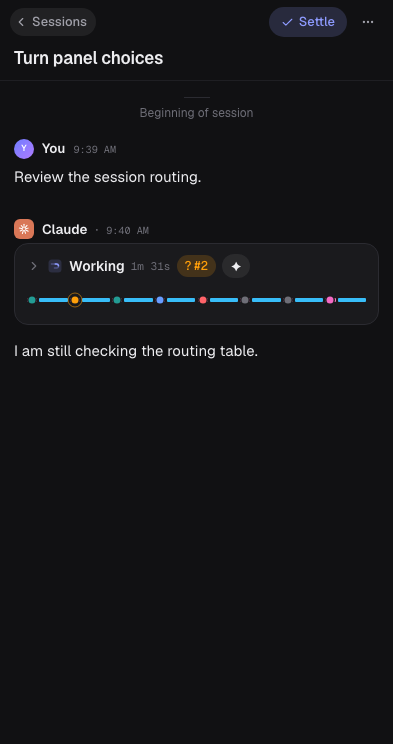 Sessions
Settle
Turn panel choices
Beginning of session
Y You 9:39 AM
Review the session routing.
Claude · 9:40 AM
Working 1m 31s ? #2
I am still checking the routing table.